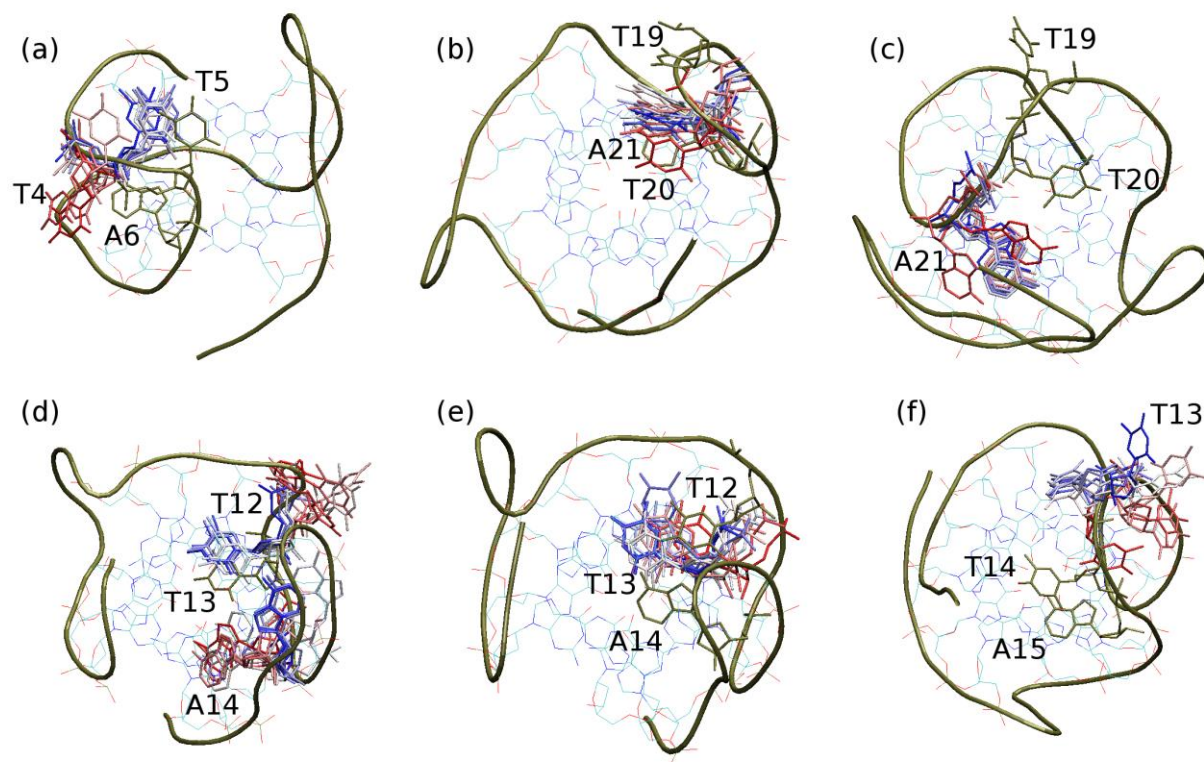 (a) (b) (c)
T19 T19
T5
T4 A21 T20
T20
A6 A21
(d) (e) (f)
T13
T12 T12
T13 T13 T14
A14 A15
A14